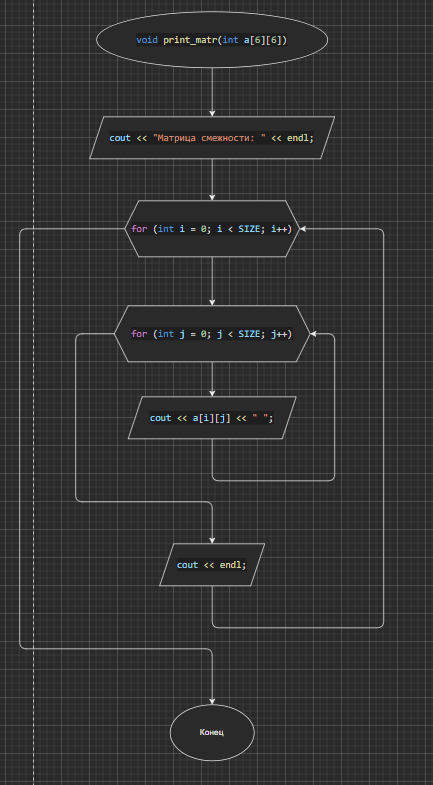 void print_matr(int a[6][6])
cout << "Матрица смежности: " << endl;
for (int i = 0; i < SIZE; i++)
for (int j = 0; j < SIZE; j++)
cout << a[i][j] << " ";
cout << endl;
Конец